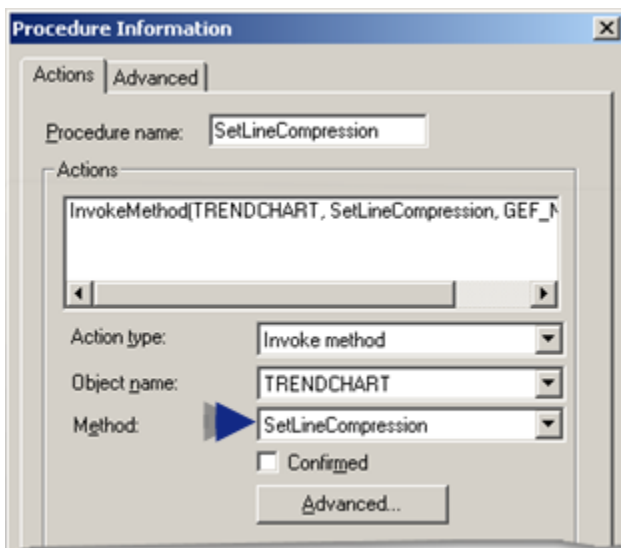 Procedure Information
Actions
Advanced
Procedure name: SetLineCompression
Actions
InvokeMethod(TRENDCHART, SetLineCompression, GEF_
Action type: Invoke method
Object name: TRENDCHART
Method: SetLineCompression
Confirmed
Advanced...